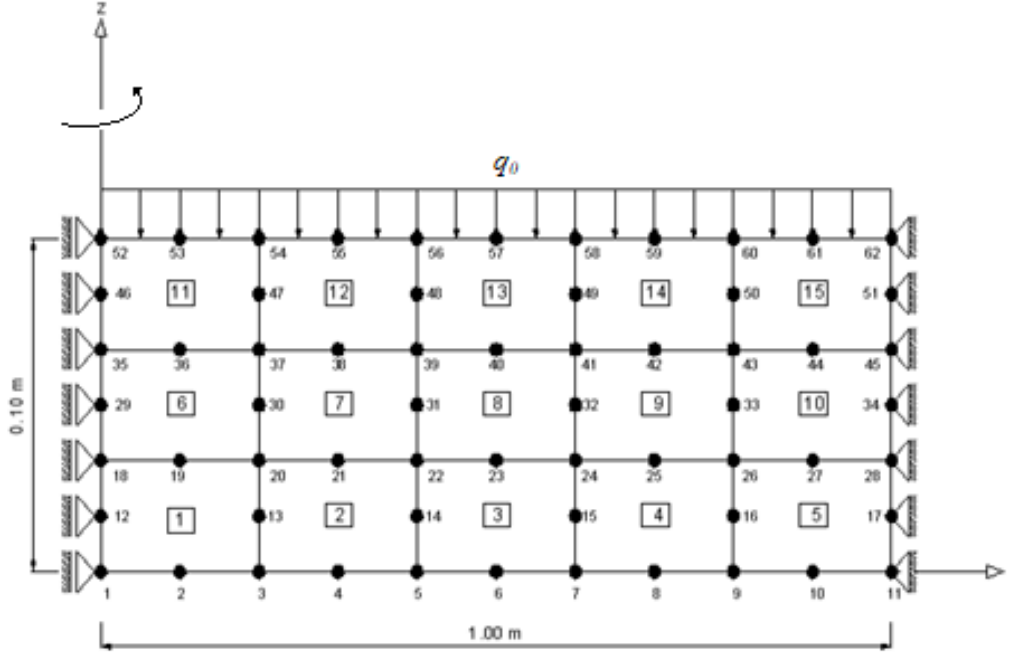 z
q₀
52 53 54 55 56 57 58 59 60 61 62
46 11 47 12 48 13 49 14 50 15 51
35 36 37 38 39 40 41 42 43 44 45
29 6 30 7 31 8 32 9 33 10 34
0.10 m
18 19 20 21 22 23 24 25 26 27 28
12 1 13 2 14 3 15 4 16 5 17
1 2 3 4 5 6 7 8 9 10 11
1.00 m